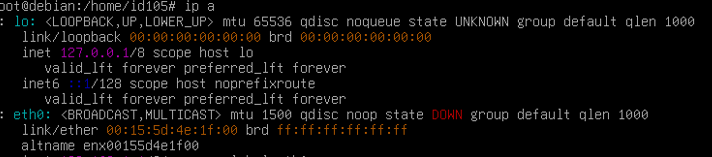 oot@debian:/home/id105# ip a
: lo: <LOOPBACK,UP,LOWER_UP> mtu 65536 qdisc noqueue state UNKNOWN group default qlen 1000
link/loopback 00:00:00:00:00:00 brd 00:00:00:00:00:00
inet 127.0.0.1/8 scope host lo
valid_lft forever preferred_lft forever
inet6 ::1/128 scope host noprefixroute
valid_lft forever preferred_lft forever
: eth0: <BROADCAST,MULTICAST> mtu 1500 qdisc noop state DOWN group default qlen 1000
link/ether 00:15:5d:4e:1f:00 brd ff:ff:ff:ff:ff:ff
altname enx00155d4e1f00